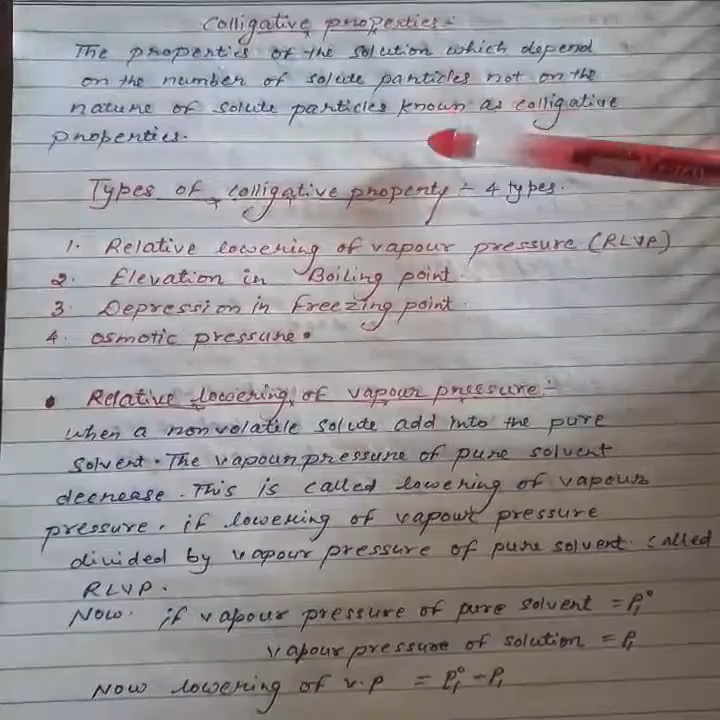 Colligative properties:-
The properties of the solution which depend
on the number of solute particles not on the
nature of solute particles known as colligative
properties.
Types of colligative property - 4 types.
1. Relative lowering of vapour pressure (RLVP)
2. Elevation in Boiling point.
3. Depression in Freezing point.
4. osmotic pressure.
• Relative lowering of vapour pressure:-
when a nonvolatile solute add into the pure
solvent. The vapour pressure of pure solvent
decrease. This is called lowering of vapour
pressure, if lowering of vapour pressure
divided by vapour pressure of pure solvent. called
RLVP.
Now. if vapour pressure of pure solvent = P₁°
vapour pressure of solution = P₁
Now lowering of v.p = P₁° - P₁